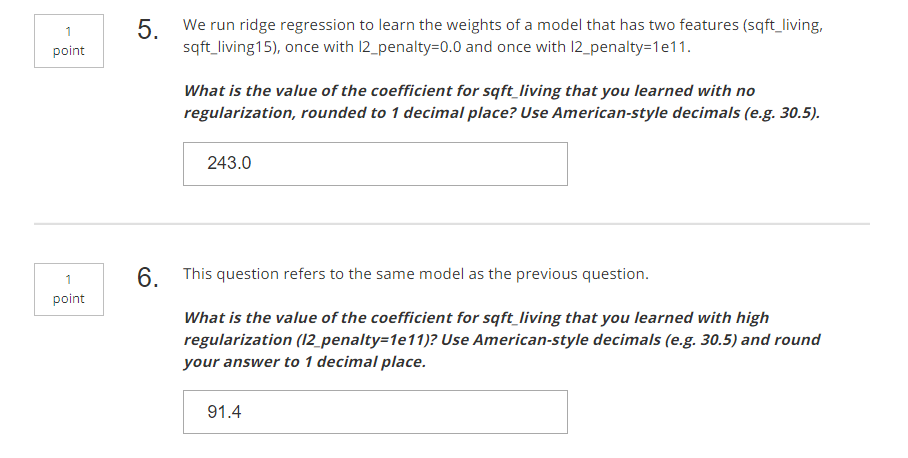 1
point
5.
We run ridge regression to learn the weights of a model that has two features (sqft_living,
sqft_living15), once with l2_penalty=0.0 and once with l2_penalty=1e11.
What is the value of the coefficient for sqft_living that you learned with no
regularization, rounded to 1 decimal place? Use American-style decimals (e.g. 30.5).
243.0
1
point
6.
This question refers to the same model as the previous question.
What is the value of the coefficient for sqft_living that you learned with high
regularization (l2_penalty=1e11)? Use American-style decimals (e.g. 30.5) and round
your answer to 1 decimal place.
91.4